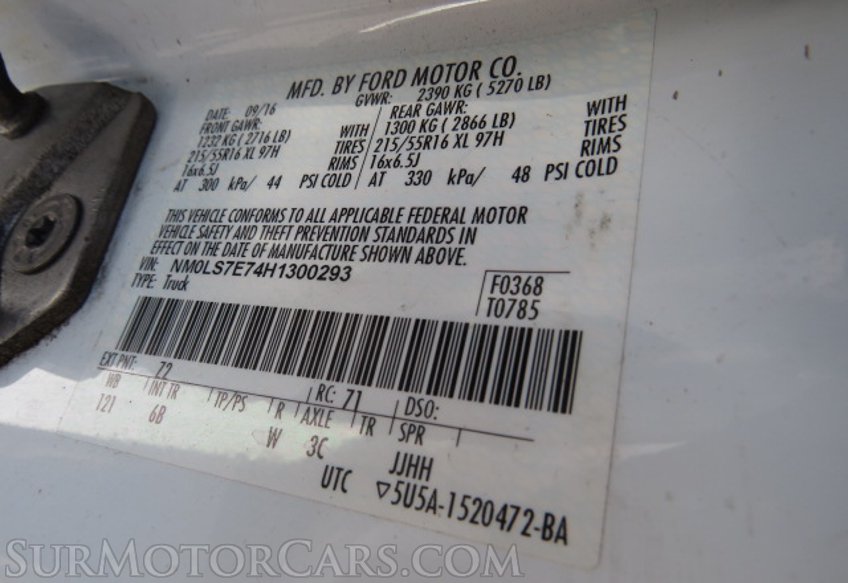 MFD. BY FORD MOTOR CO.
DATE: 09/16 GVWR: 2390 KG ( 5270 LB)
FRONT GAWR: REAR GAWR:
1232 KG ( 2716 LB) WITH 1300 KG ( 2866 LB) WITH
215/55R16 XL 97H TIRES 215/55R16 XL 97H TIRES
16x6.5J RIMS 16x6.5J RIMS
AT 300 kPa/ 44 PSI COLD AT 330 kPa/ 48 PSI COLD
THIS VEHICLE CONFORMS TO ALL APPLICABLE FEDERAL MOTOR
VEHICLE SAFETY AND THEFT PREVENTION STANDARDS IN
EFFECT ON THE DATE OF MANUFACTURE SHOWN ABOVE.
VIN: NM0LS7E74H1300293 F0368
TYPE: Truck T0785
EXT PNT: Z2 RC: 71 DSO:
WB INT TR TP/PS R AXLE TR SPR
121 6B W 3C JJHH
UTC ▽5U5A-1520472-BA
SurMotorCars.com